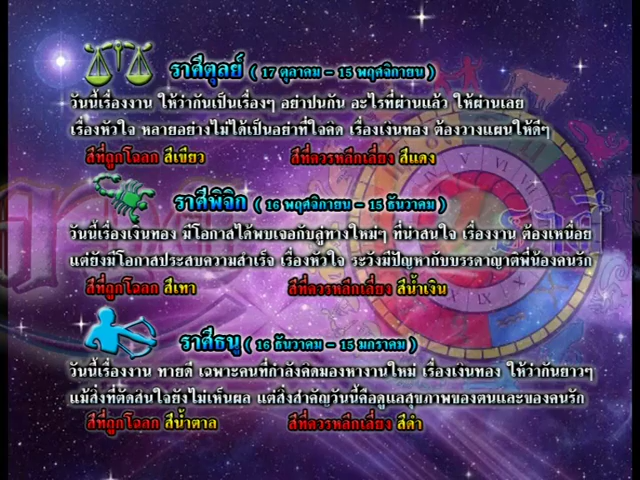 ราศีตุลย์ ( 17 ตุลาคม - 15 พฤศจิกายน )
วันนี้เรื่องงาน ให้ว่ากันเป็นเรื่องๆ อย่าปนกัน อะไรที่ผ่านแล้ว ให้ผ่านเลย
เรื่องหัวใจ หลายอย่างไม่ได้เป็นอย่าที่ใจคิด เรื่องเงินทอง ต้องวางแผนให้ดีๆ
สีที่ถูกโฉลก สีเขียว สีที่ควรหลีกเลี่ยง สีแดง
ราศีพิจิก ( 16 พฤศจิกายน - 15 ธันวาคม )
วันนี้เรื่องเงินทอง มีโอกาสได้พบเจอกับลู่ทางใหม่ๆ ที่น่าสนใจ เรื่องงาน ต้องเหนื่อย
แต่ยังมีโอกาสประสบความสำเร็จ เรื่องหัวใจ ระวังมีปัญหากับบรรดาญาติพี่น้องคนรัก
สีที่ถูกโฉลก สีเทา สีที่ควรหลีกเลี่ยง สีน้ำเงิน
ราศีธนู ( 16 ธันวาคม - 15 มกราคม )
วันนี้เรื่องงาน ทายดี เฉพาะคนที่กำลังคิดมองหางานใหม่ เรื่องเงินทอง ให้ว่ากันยาวๆ
แม้สิ่งที่ตัดสินใจยังไม่เห็นผล แต่สิ่งสำคัญวันนี้คือดูแลสุขภาพของตนและของคนรัก
สีที่ถูกโฉลก สีน้ำตาล สีที่ควรหลีกเลี่ยง สีดำ